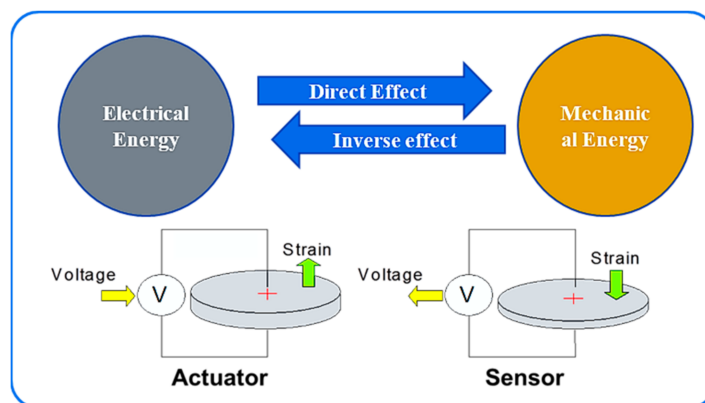 Electrical
Energy
Direct Effect
Inverse effect
Mechanic
al Energy
Voltage
V
Strain
Actuator
Voltage
V
Strain
Sensor